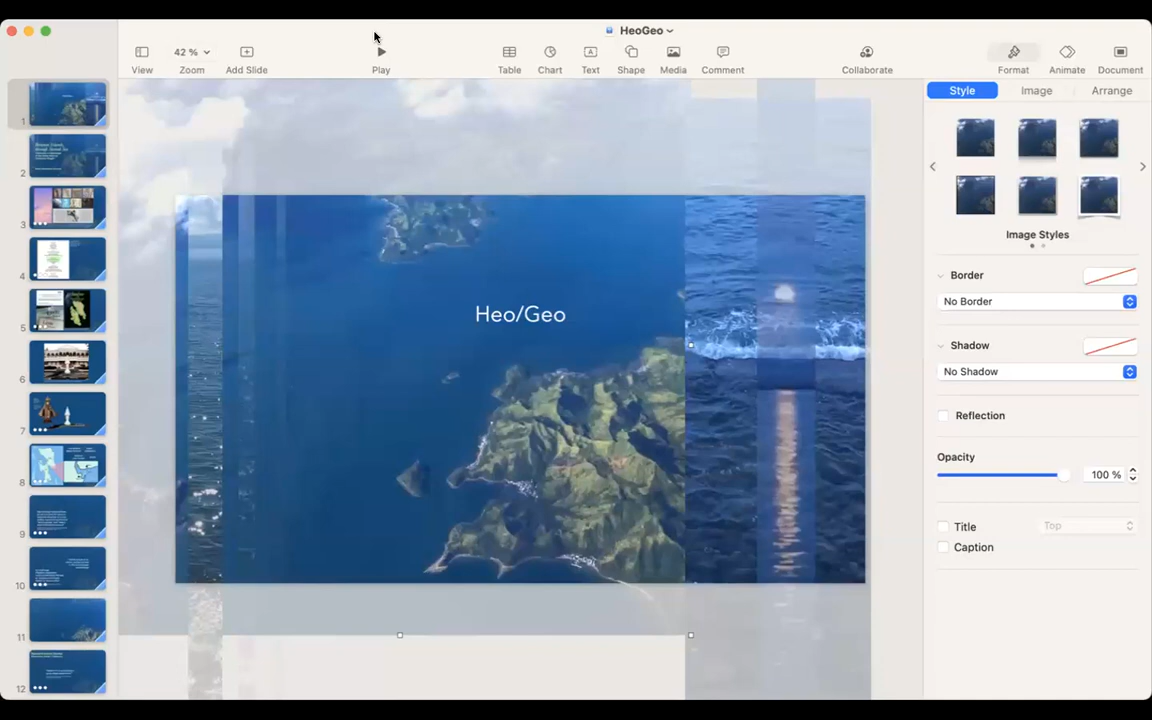 HeoGeo
42 %
View
Zoom
Add Slide
Play
Table
Chart
Text
Shape
Media
Comment
Collaborate
Format
Animate
Document
Style
Image
Arrange
1
2
3
4
5
6
7
8
9
10
11
12
Heo/Geo
Image Styles
Border
No Border
Shadow
No Shadow
Reflection
Opacity
100 %
Title
Top
Caption